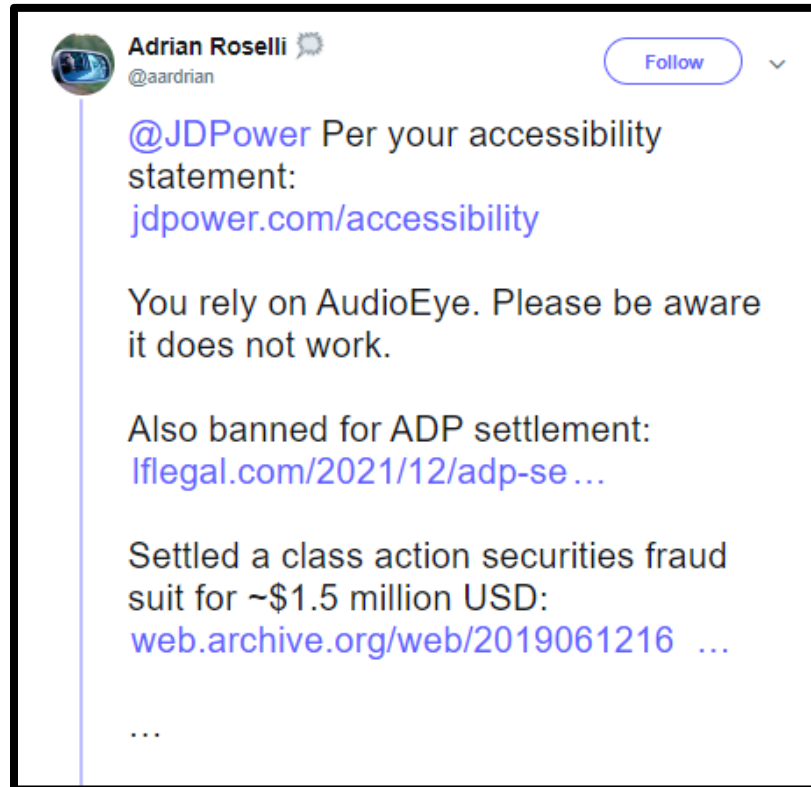 Adrian Roselli
@aardrian
Follow
@JDPower Per your accessibility
statement:
jdpower.com/accessibility
You rely on AudioEye. Please be aware
it does not work.
Also banned for ADP settlement:
lflegal.com/2021/12/adp-se…
Settled a class action securities fraud
suit for ~$1.5 million USD:
web.archive.org/web/2019061216 …
…